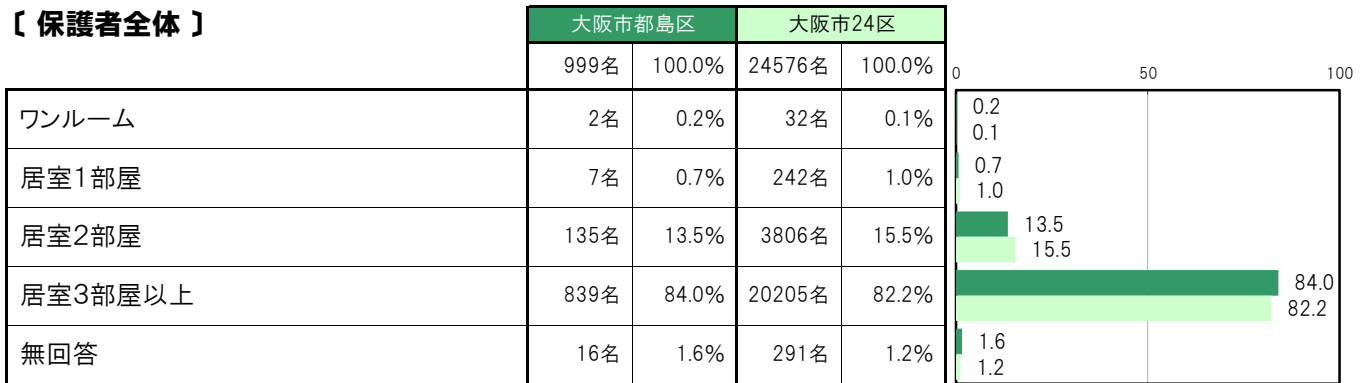 〔 保護者全体 〕
大阪市都島区 大阪市24区
999名 100.0% 24576名 100.0%
0 50 100
ワンルーム 2名 0.2% 32名 0.1%
0.2
0.1
居室1部屋 7名 0.7% 242名 1.0%
0.7
1.0
居室2部屋 135名 13.5% 3806名 15.5%
13.5
15.5
居室3部屋以上 839名 84.0% 20205名 82.2%
84.0
82.2
無回答 16名 1.6% 291名 1.2%
1.6
1.2